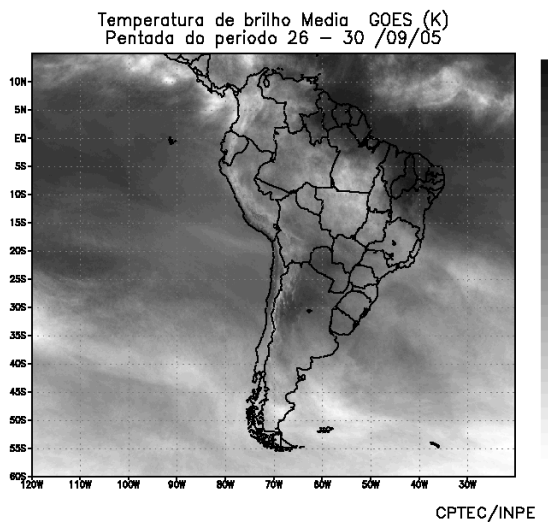 Temperatura de brilho Media GOES (K)
Pentada do periodo 26 - 30 /09/05
15N
10N
5N
EQ
5S
10S
15S
20S
25S
30S
35S
40S
45S
50S
55S
60S
120W 110W 100W 90W 80W 70W 60W 50W 40W 30W
CPTEC/INPE